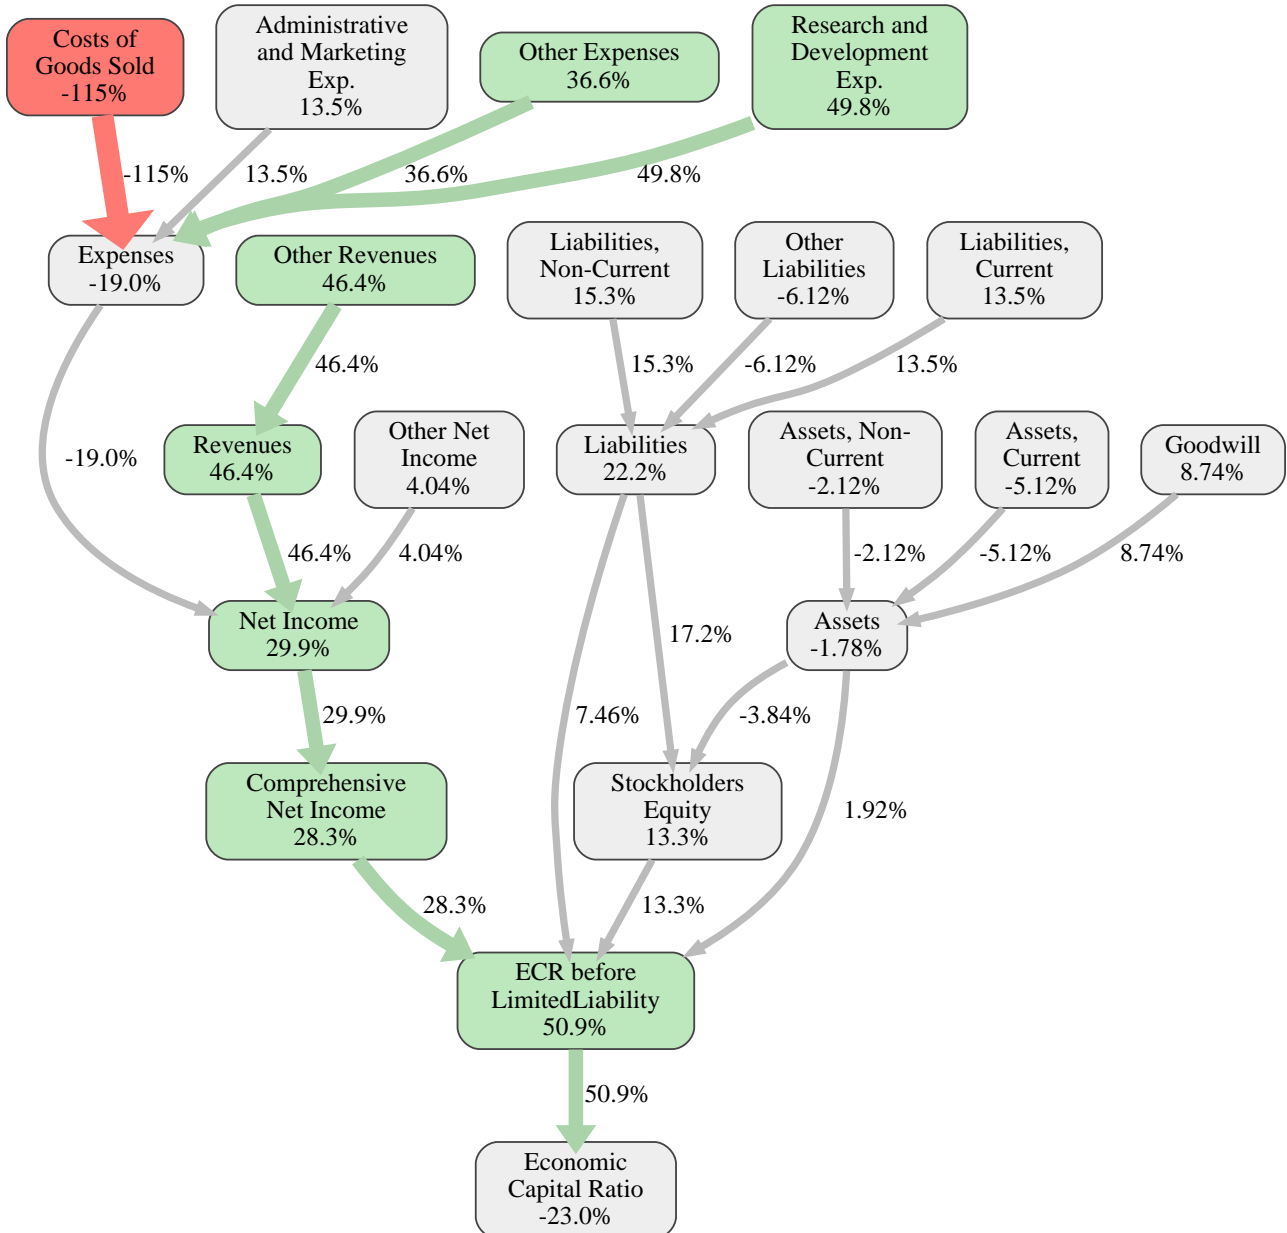 Costs of
Goods Sold
-115%
Administrative
and Marketing
Exp.
13.5%
Other Expenses
36.6%
Research and
Development
Exp.
49.8%
-115%
13.5%
36.6%
49.8%
Expenses
-19.0%
Other Revenues
46.4%
Liabilities,
Non-Current
15.3%
Other
Liabilities
-6.12%
Liabilities,
Current
13.5%
46.4%
15.3%
-6.12%
13.5%
-19.0%
Revenues
46.4%
Other Net
Income
4.04%
Liabilities
22.2%
Assets, Non-
Current
-2.12%
Assets,
Current
-5.12%
Goodwill
8.74%
46.4%
4.04%
-2.12%
-5.12%
8.74%
Net Income
29.9%
17.2%
Assets
-1.78%
29.9%
7.46%
-3.84%
Comprehensive
Net Income
28.3%
Stockholders
Equity
13.3%
1.92%
28.3%
13.3%
ECR before
LimitedLiability
50.9%
50.9%
Economic
Capital Ratio
-23.0%